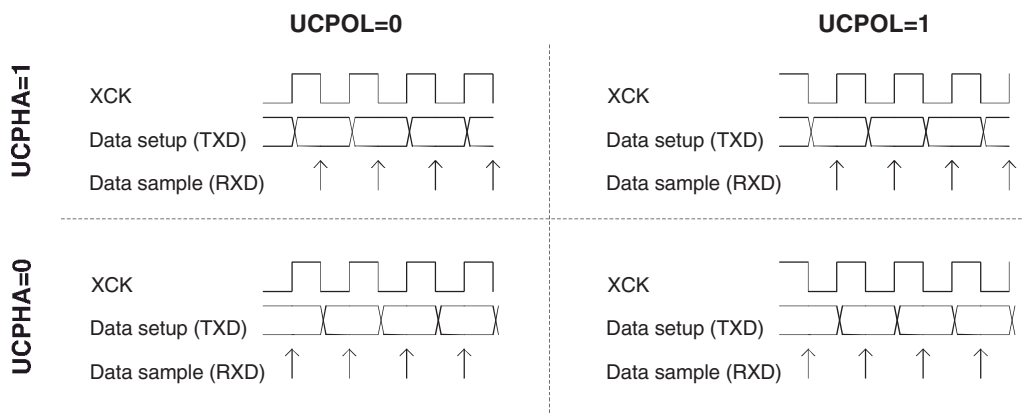 UCPOL=0
UCPOL=1
UCPHA=1
XCK
Data setup (TXD)
Data sample (RXD)
XCK
Data setup (TXD)
Data sample (RXD)
UCPHA=0
XCK
Data setup (TXD)
Data sample (RXD)
XCK
Data setup (TXD)
Data sample (RXD)